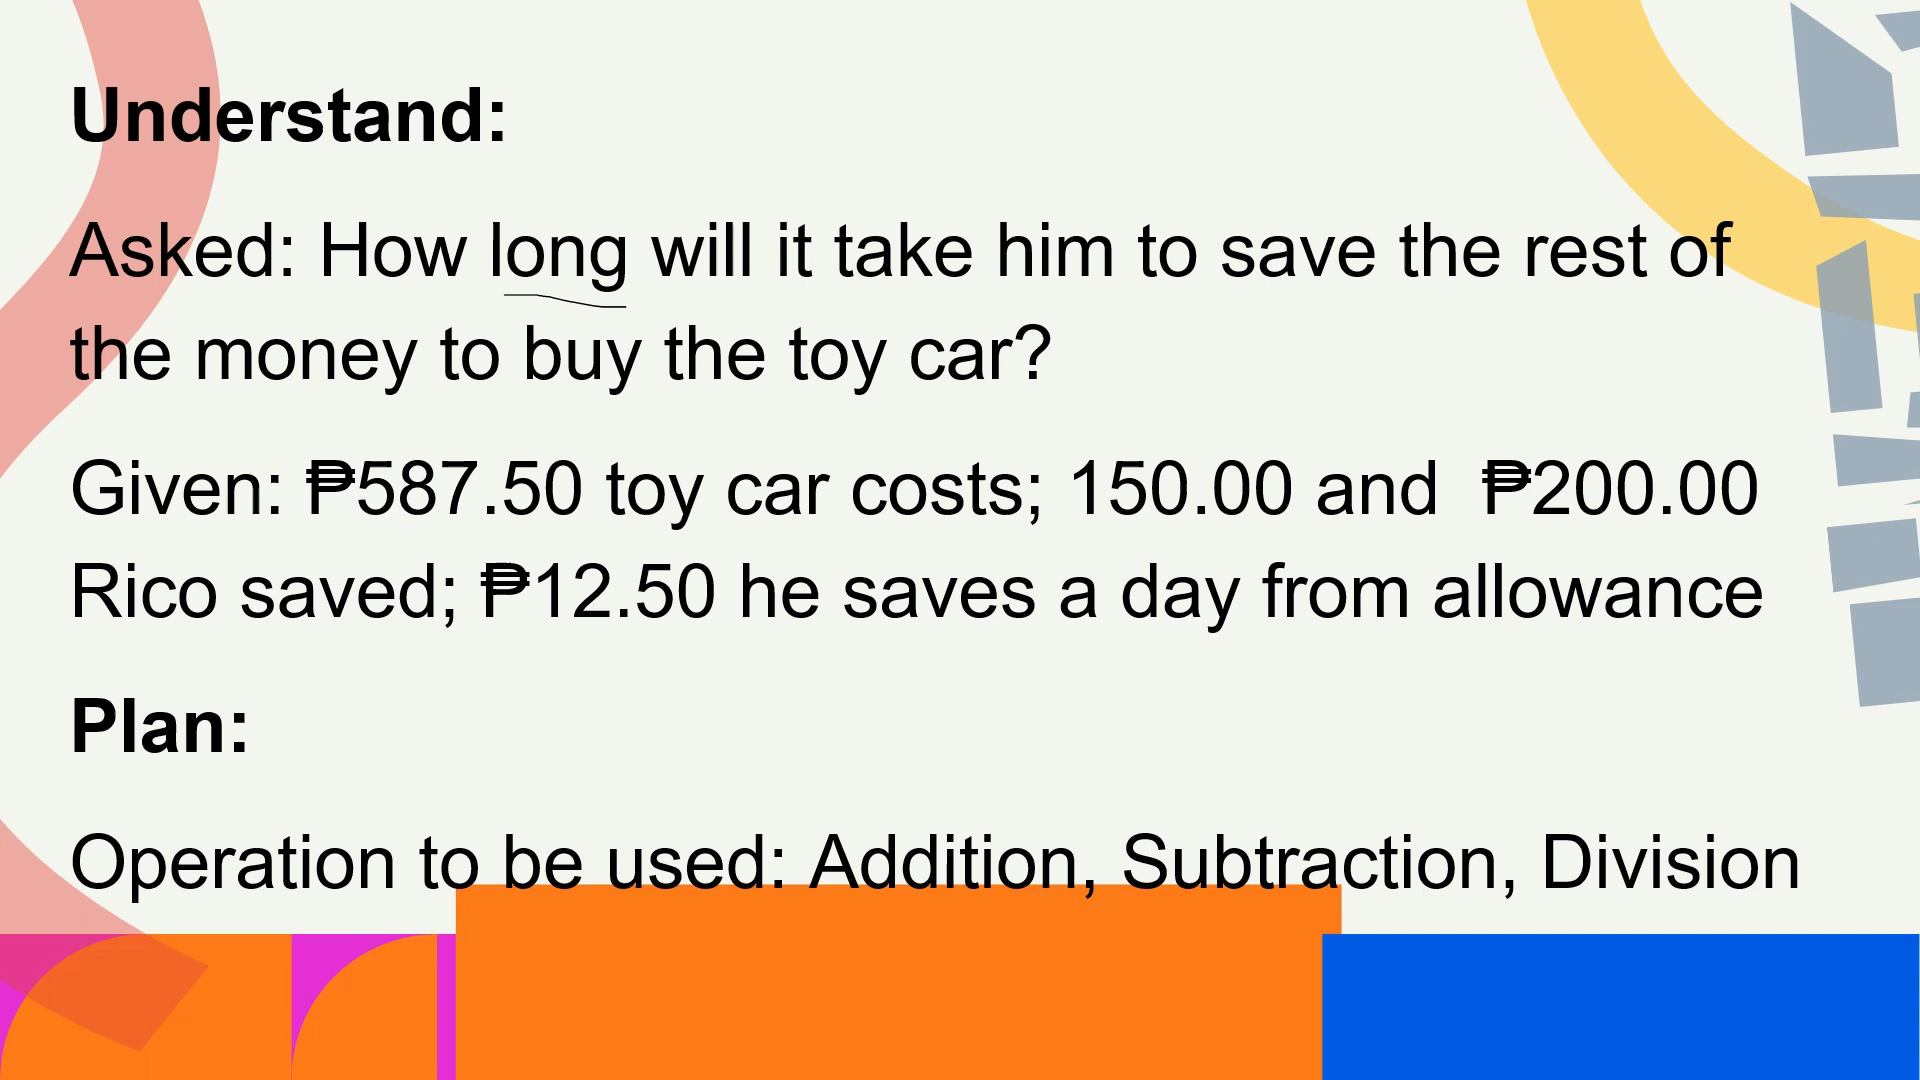 Understand:
Asked: How long will it take him to save the rest of
the money to buy the toy car?
Given: ₱587.50 toy car costs; 150.00 and  ₱200.00
Rico saved; ₱12.50 he saves a day from allowance
Plan:
Operation to be used: Addition, Subtraction, Division